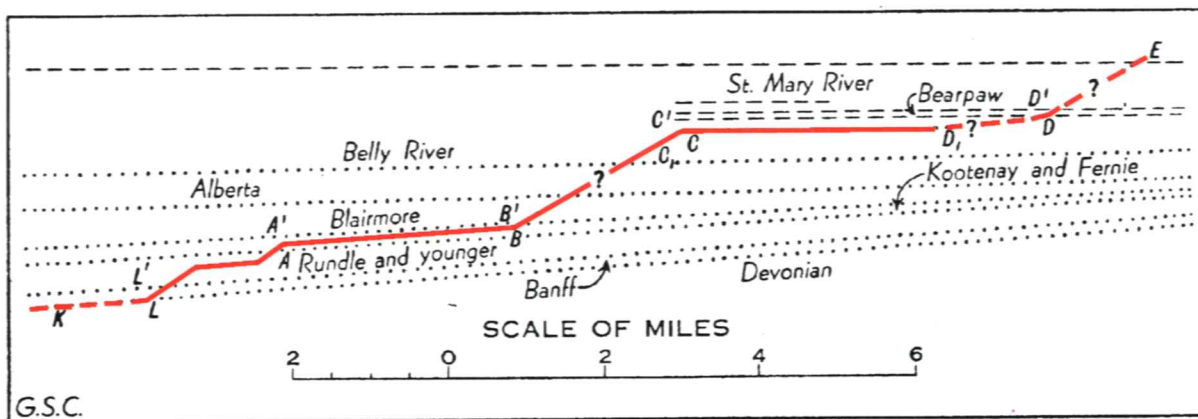 E
St. Mary River
Bearpaw
C'
D'
C
C₁
D₁
?
D
?
Belly River
?
Kootenay and Fernie
Alberta
A'
Blairmore
B'
B
A
Rundle and younger
L'
Banff
Devonian
K
L
SCALE OF MILES
2 0 2 4 6
G.S.C.